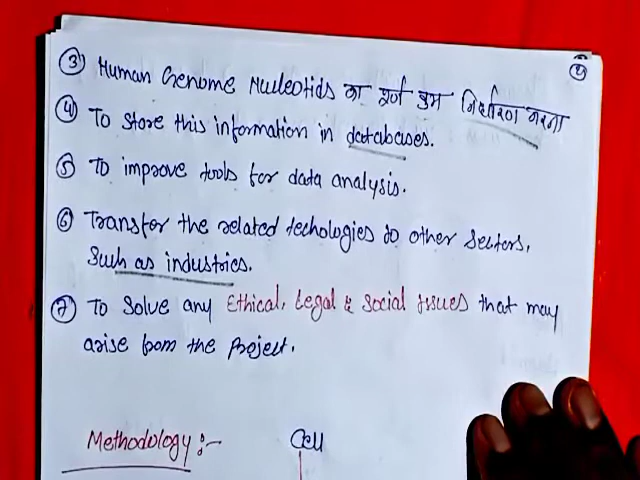 ③ Human Genome Nucleotids का पूर्ण क्रम निर्धारण करना
④ To store this information in databases.
⑤ To improve tools for data analysis.
⑥ Transfer the related techologies to other sectors,
Such as industries.
⑦ To solve any Ethical, Legal & Social Issues that may
arise from the Project.
Methodology :-
Cell